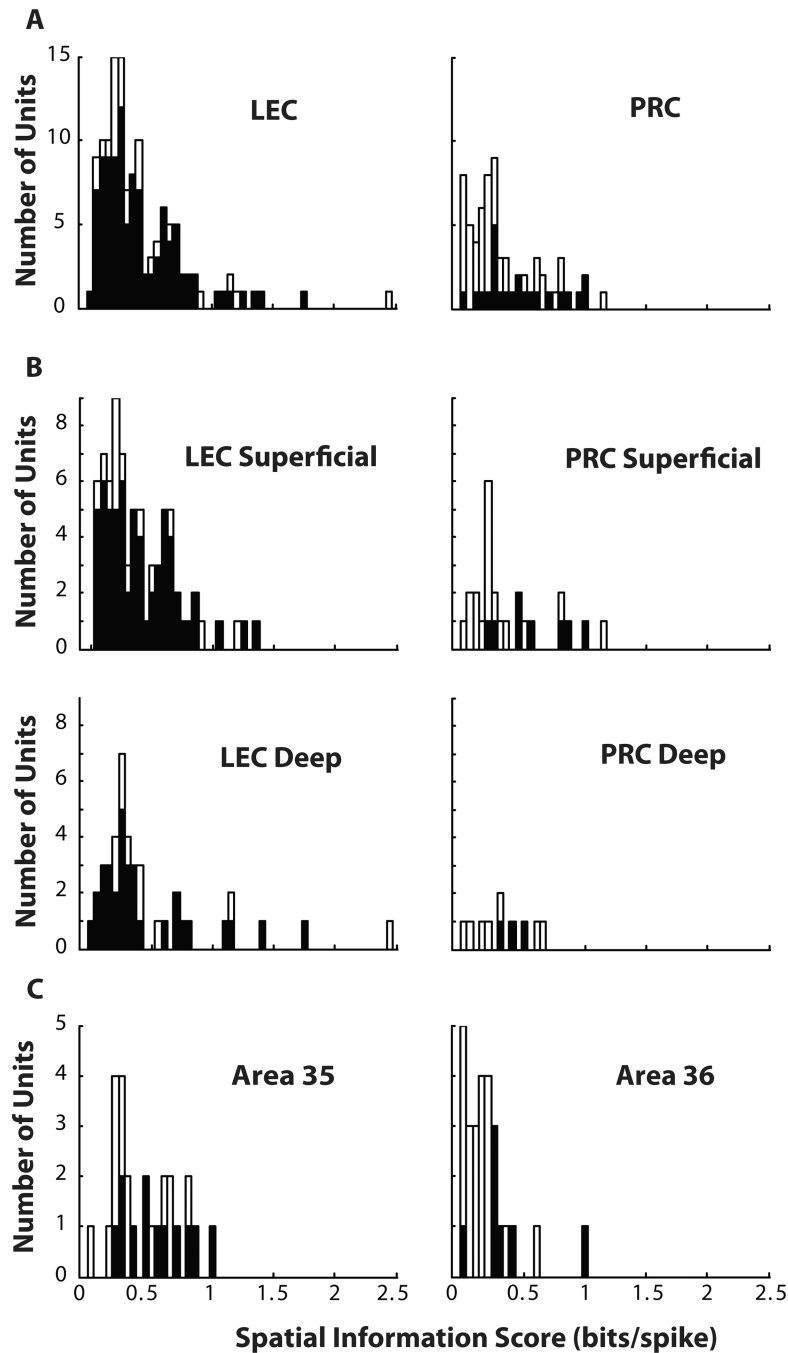 A
15
10
5
0
Number of Units
LEC
PRC
B
8
6
4
2
0
Number of Units
LEC Superficial
PRC Superficial
8
6
4
2
0
Number of Units
LEC Deep
PRC Deep
C
5
4
3
2
1
0
Number of Units
Area 35
Area 36
0 0.5 1 1.5 2 2.5
0 0.5 1 1.5 2 2.5
Spatial Information Score (bits/spike)